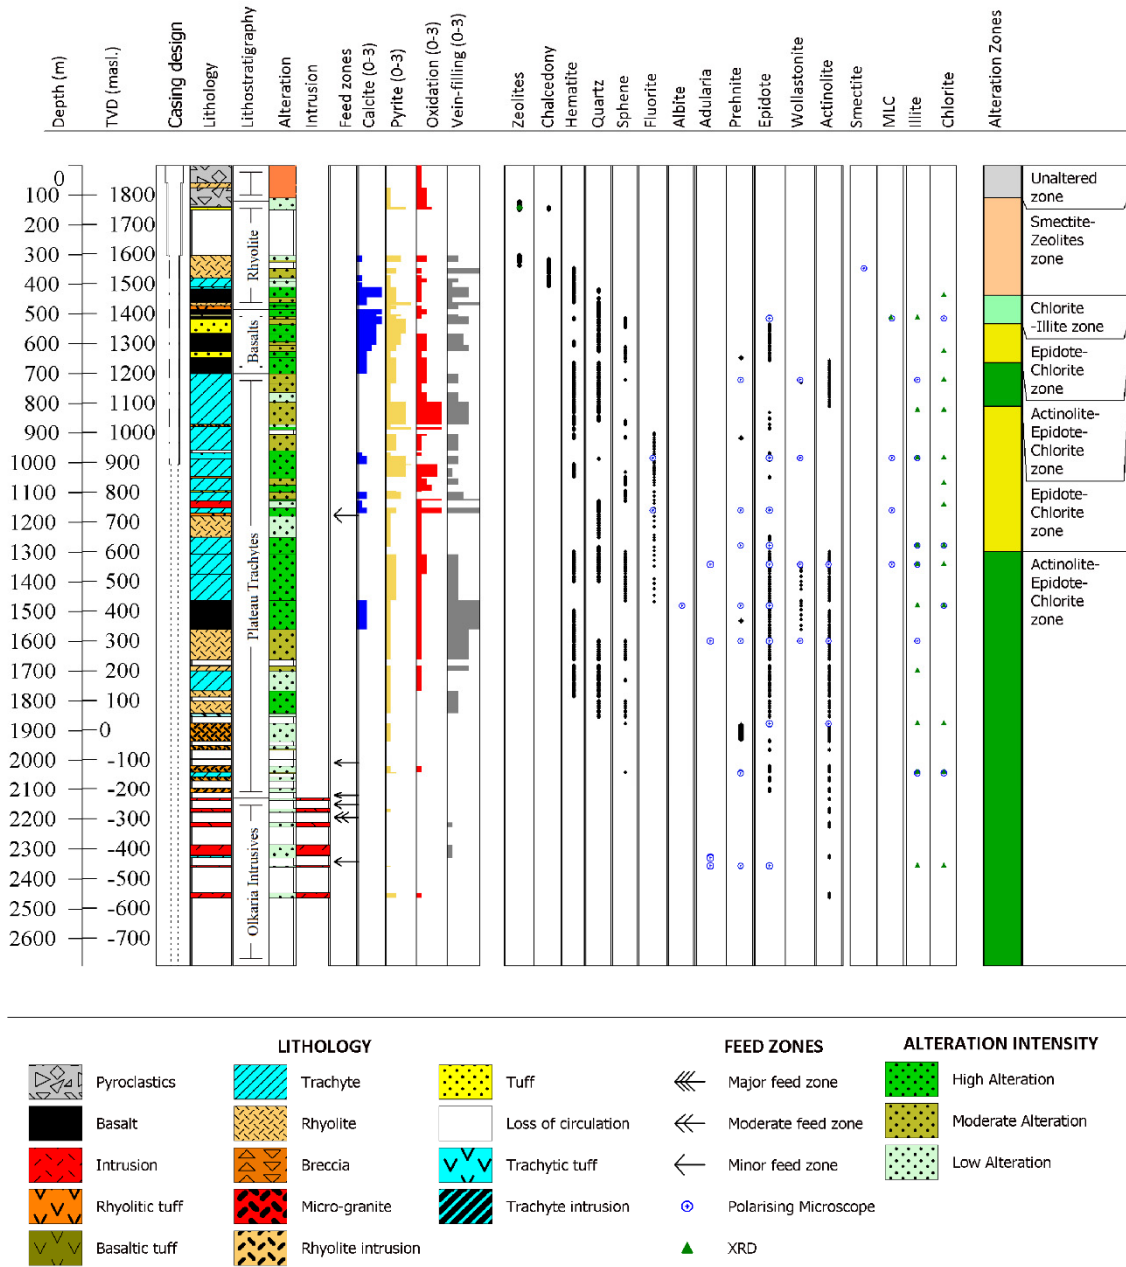 Depth (m)
TVD (masl.)
Casing design
Lithology
Lithostratigraphy
Alteration
Intrusion
Feed zones
Calcite (0-3)
Pyrite (0-3)
Oxidation (0-3)
Vein-filling (0-3)
Zeolites
Chalcedony
Hematite
Quartz
Sphene
Fluorite
Albite
Adularia
Prehnite
Epidot
Wollastonite
Actinolite
Smectite
MLC
Illite
Chlorite
Alteration Zones
0
100 1800
200 1700
300 1600
400 1500
500 1400
600 1300
700 1200
800 1100
900 1000
1000 900
1100 800
1200 700
1300 600
1400 500
1500 400
1600 300
1700 200
1800 100
1900 0
2000 -100
2100 -200
2200 -300
2300 -400
2400 -500
2500 -600
2600 -700
Rhyolite
Basalts
Plateau Trachytes
Olkaria Intrusives
Unaltered
zone
Smectite-
Zeolites
zone
Chlorite
-Illite zone
Epidote-
Chlorite
zone
Actinolite-
Epidote-
Chlorite
zone
Epidote-
Chlorite
zone
Actinolite-
Epidote-
Chlorite
zone
LITHOLOGY
Pyroclastics
Basalt
Intrusion
Rhyolitic tuff
Basaltic tuff
Trachyte
Rhyolite
Breccia
Micro-granite
Rhyolite intrusion
Tuff
Loss of circulation
Trachytic tuff
Trachyte intrusion
FEED ZONES
Major feed zone
Moderate feed zone
Minor feed zone
Polarising Microscope
XRD
ALTERATION INTENSITY
High Alteration
Moderate Alteration
Low Alteration